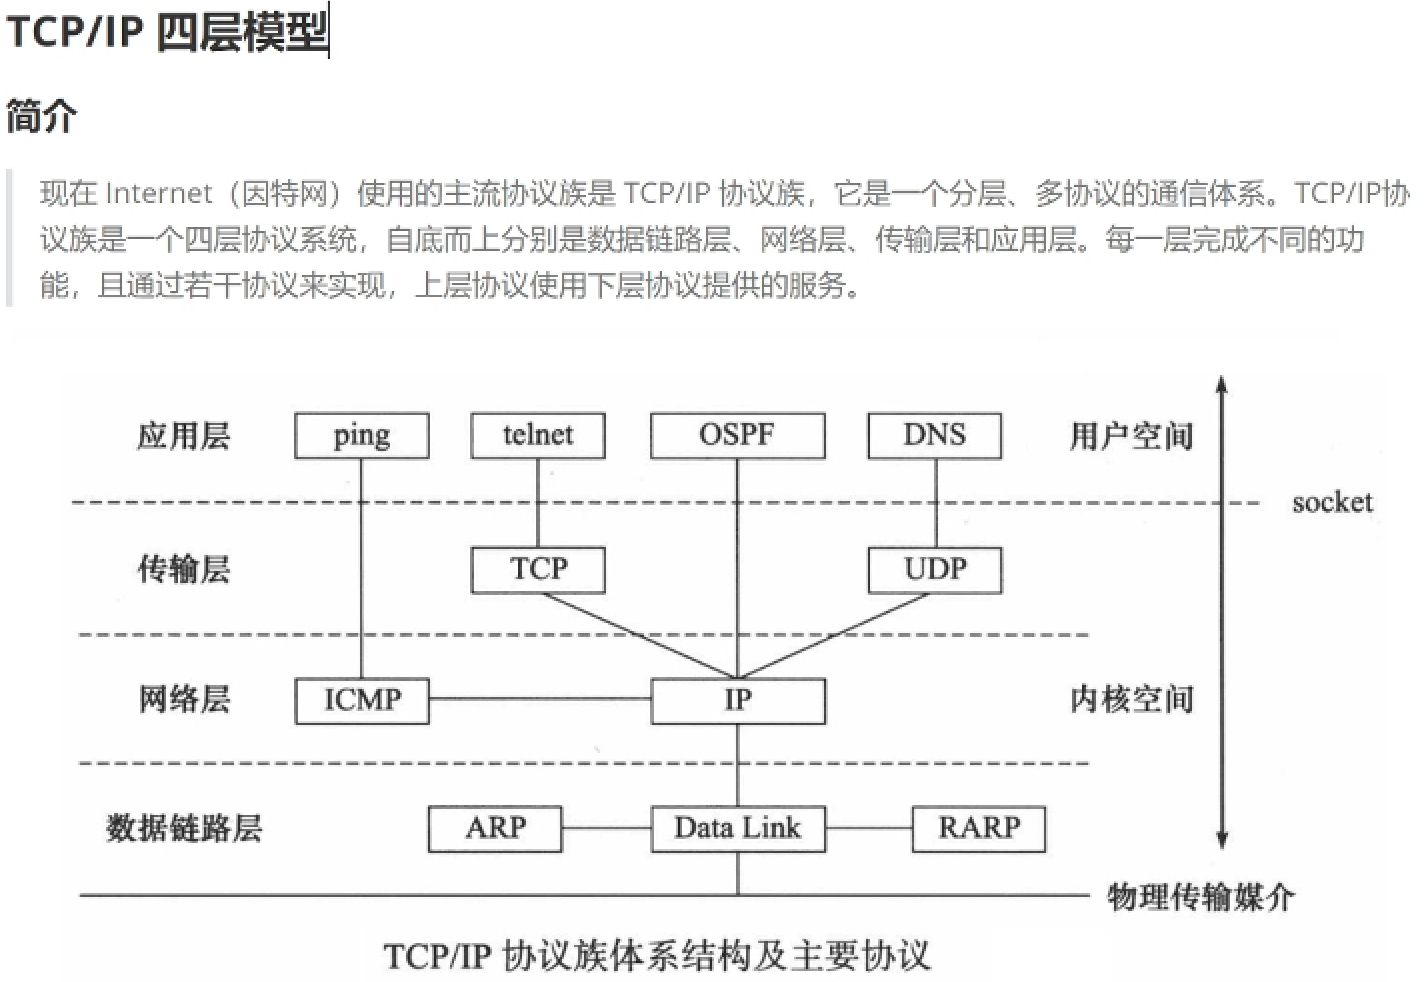 TCP/IP 四层模型
简介
现在 Internet（因特网）使用的主流协议族是 TCP/IP 协议族，它是一个分层、多协议的通信体系。TCP/IP协
议族是一个四层协议系统，自底而上分别是数据链路层、网络层、传输层和应用层。每一层完成不同的功
能，且通过若干协议来实现，上层协议使用下层协议提供的服务。
应用层 ping telnet OSPF DNS 用户空间
socket
传输层 TCP UDP
网络层 ICMP IP 内核空间
数据链路层 ARP Data Link RARP
物理传输媒介
TCP/IP 协议族体系结构及主要协议